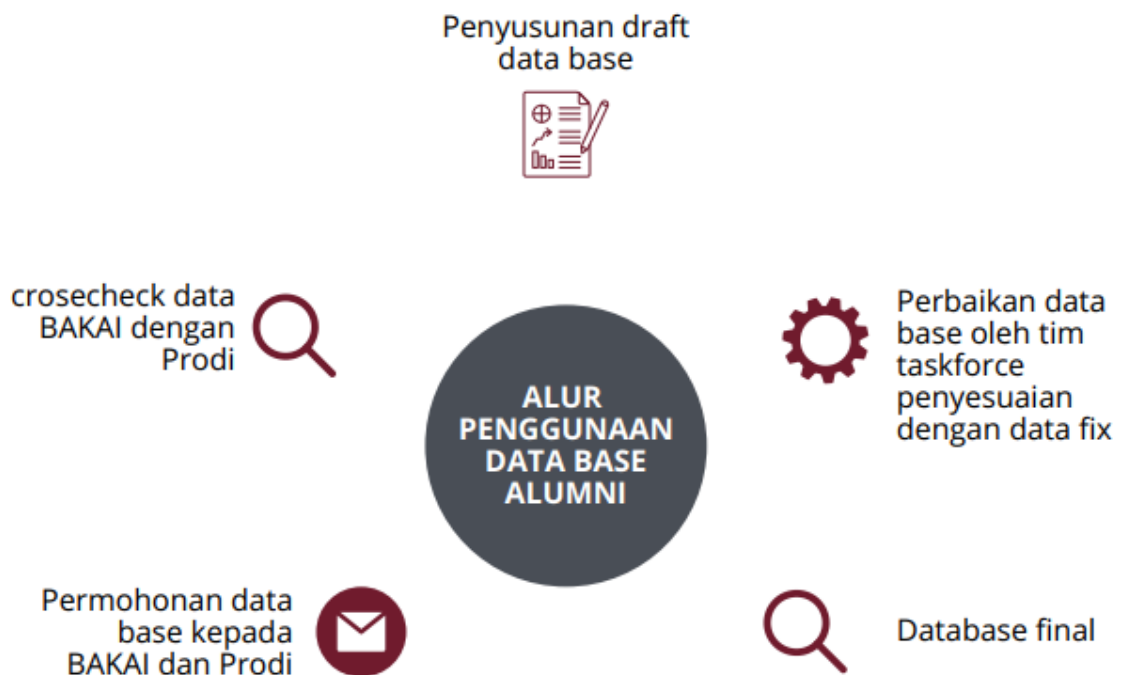 Penyusunan draft
data base
crosecheck data
BAKAI dengan
Prodi
Perbaikan data
base oleh tim
taskforce
penyesuaian
dengan data fix
ALUR
PENGGUNAAN
DATA BASE
ALUMNI
Permohonan data
base kepada
BAKAI dan Prodi
Database final